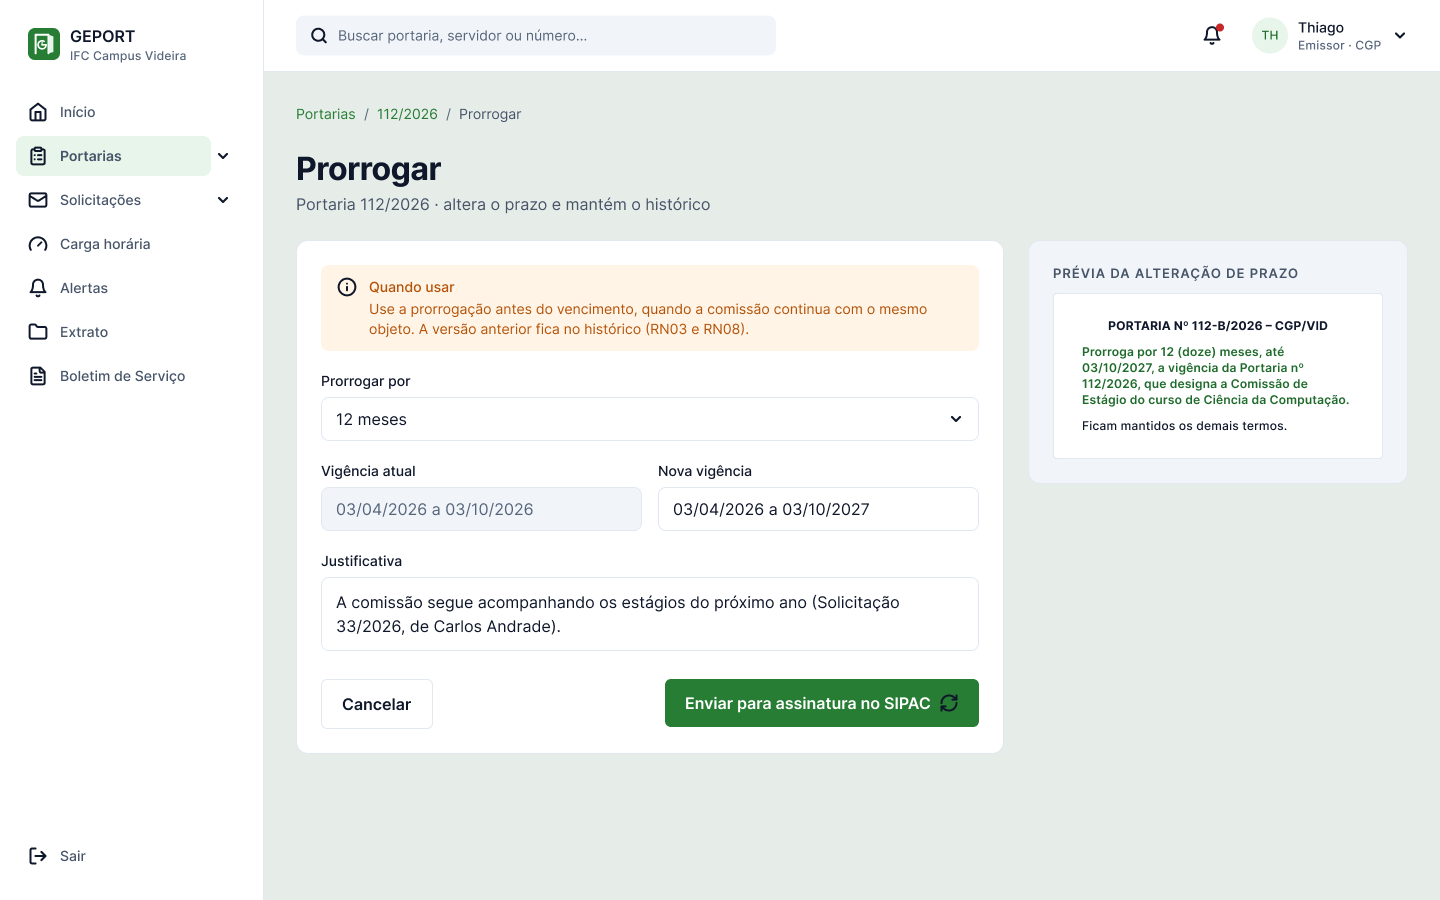 GEPORT
IFC Campus Videira
Início
Portarias
Solicitações
Carga horária
Alertas
Extrato
Boletim de Serviço
Sair
Buscar portaria, servidor ou número...
TH
Thiago
Emissor · CGP
Portarias / 112/2026 / Prorrogar
Prorrogar
Portaria 112/2026 · altera o prazo e mantém o histórico
Quando usar
Use a prorrogação antes do vencimento, quando a comissão continua com o mesmo
objeto. A versão anterior fica no histórico (RN03 e RN08).
Prorrogar por
12 meses
Vigência atual
03/04/2026 a 03/10/2026
Nova vigência
03/04/2026 a 03/10/2027
Justificativa
A comissão segue acompanhando os estágios do próximo ano (Solicitação
33/2026, de Carlos Andrade).
Cancelar
Enviar para assinatura no SIPAC
PRÉVIA DA ALTERAÇÃO DE PRAZO
PORTARIA Nº 112-B/2026 – CGP/VID
Prorroga por 12 (doze) meses, até
03/10/2027, a vigência da Portaria nº
112/2026, que designa a Comissão de
Estágio do curso de Ciência da Computação.
Ficam mantidos os demais termos.